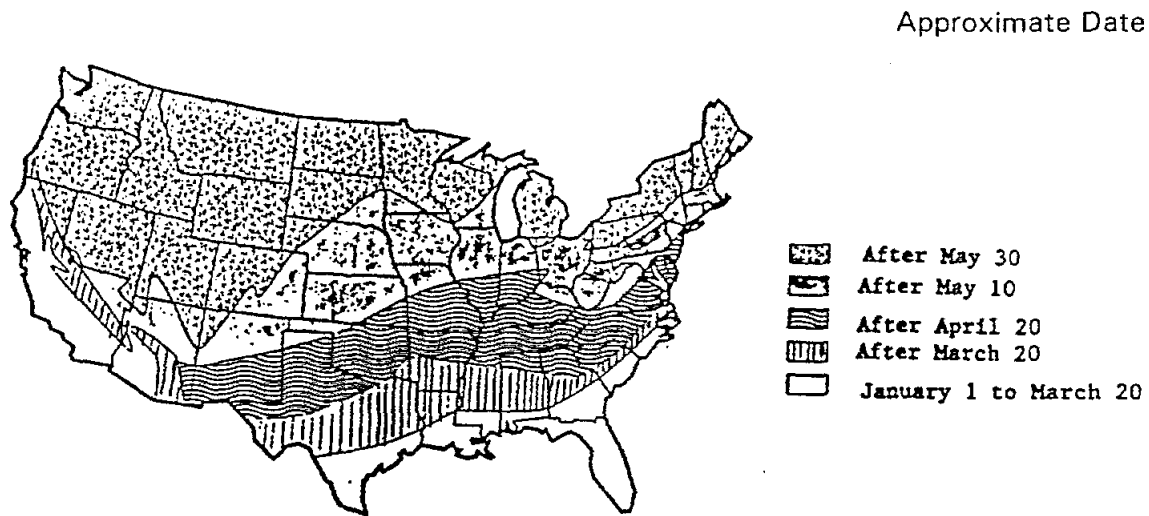 Approximate Date
After May 30
After May 10
After April 20
After March 20
January 1 to March 20